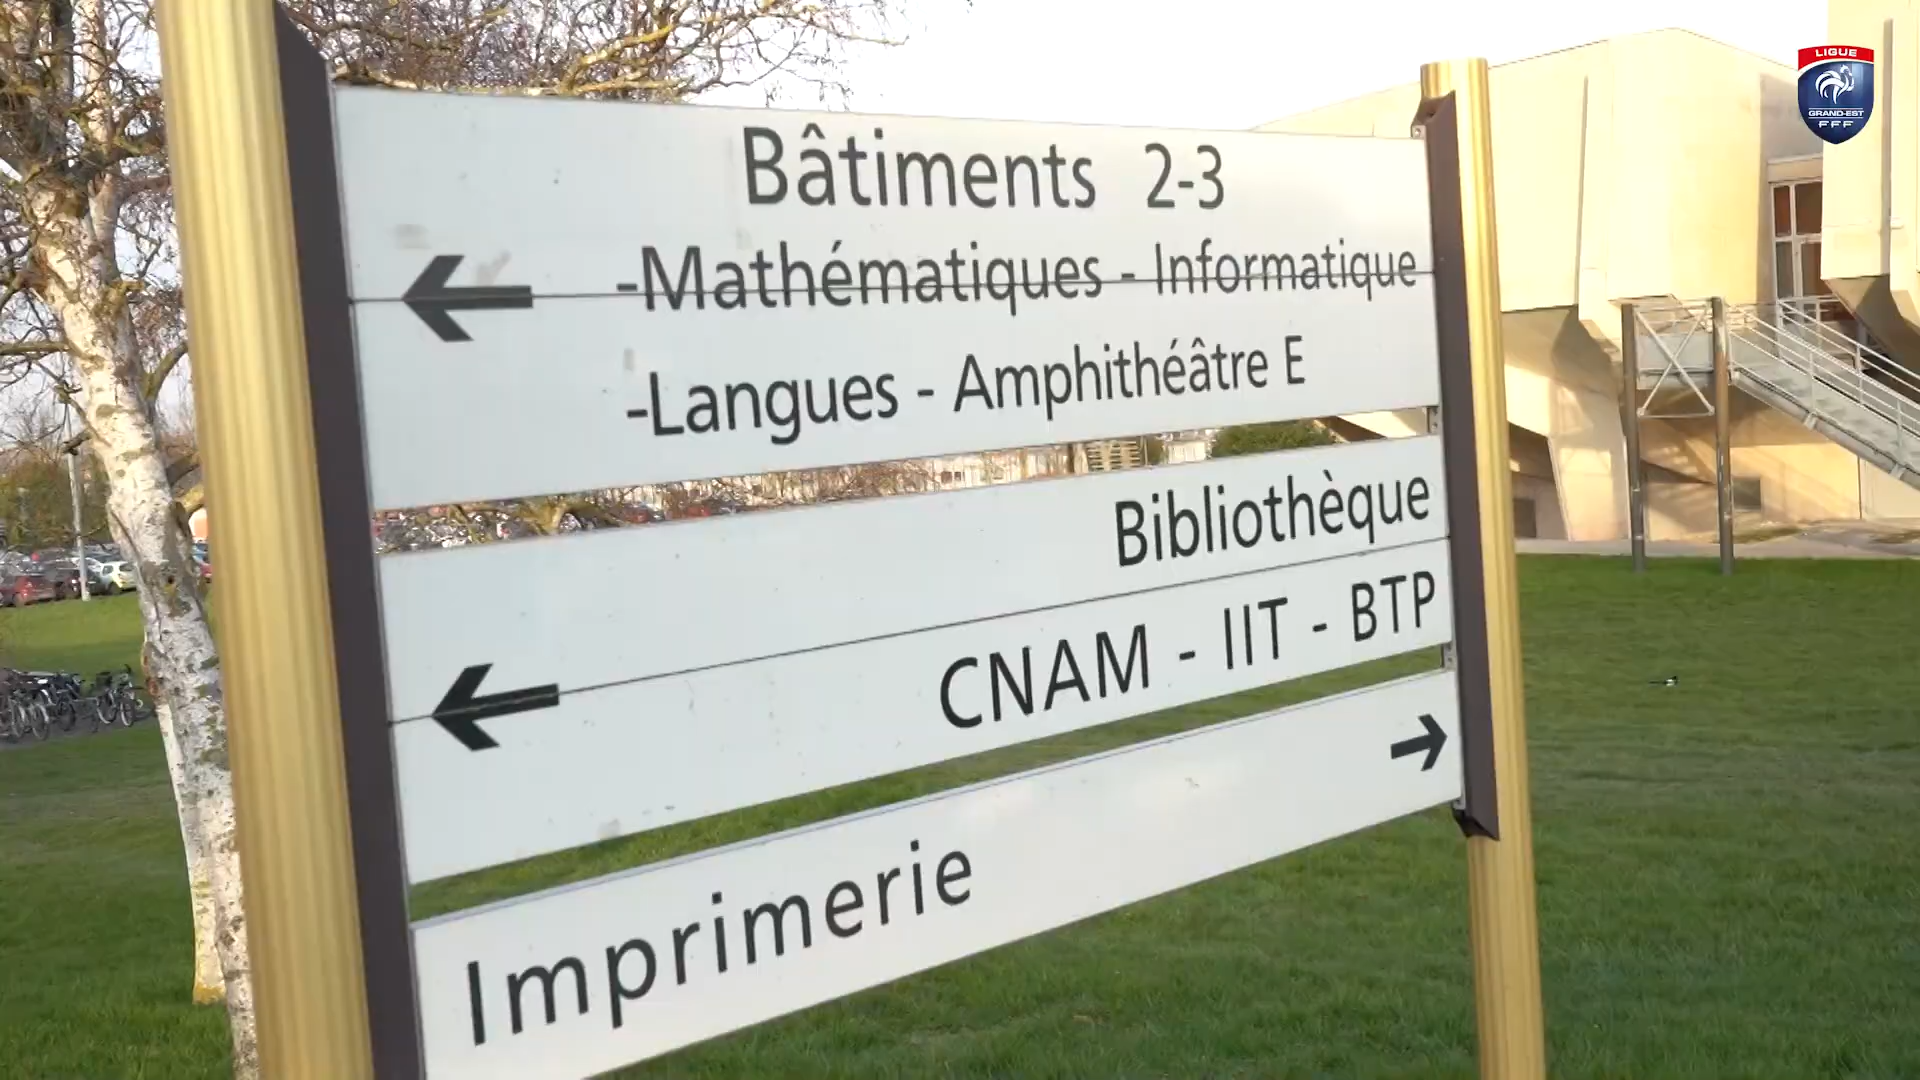 LIGUE
GRAND-EST
FFF
Bâtiments 2-3
-Mathématiques - Informatique
-Langues - Amphithéâtre E
Bibliothèque
CNAM - IIT - BTP
Imprimerie